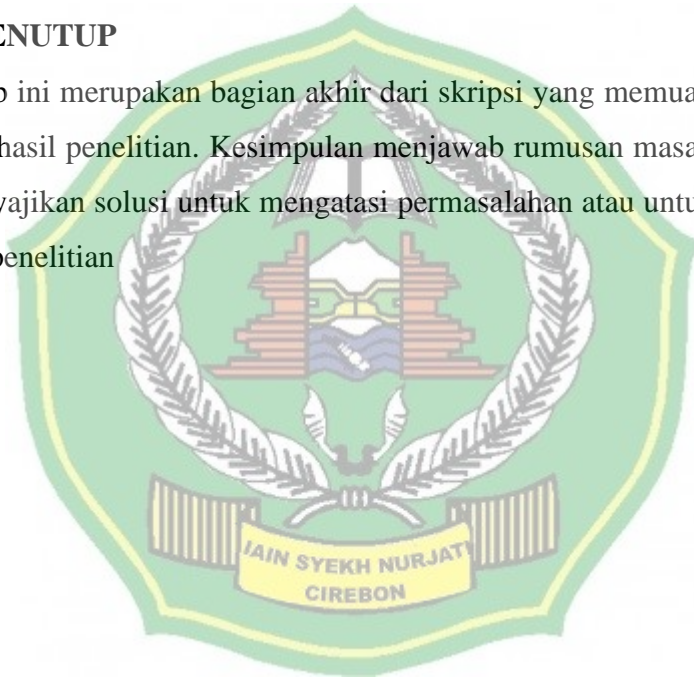 ENUTUP
ini merupakan bagian akhir dari skripsi yang memua
hasil penelitian. Kesimpulan menjawab rumusan masa
yajikan solusi untuk mengatasi permasalahan atau untu
penelitian
IAIN SYEKH NURJATI
CIREBON